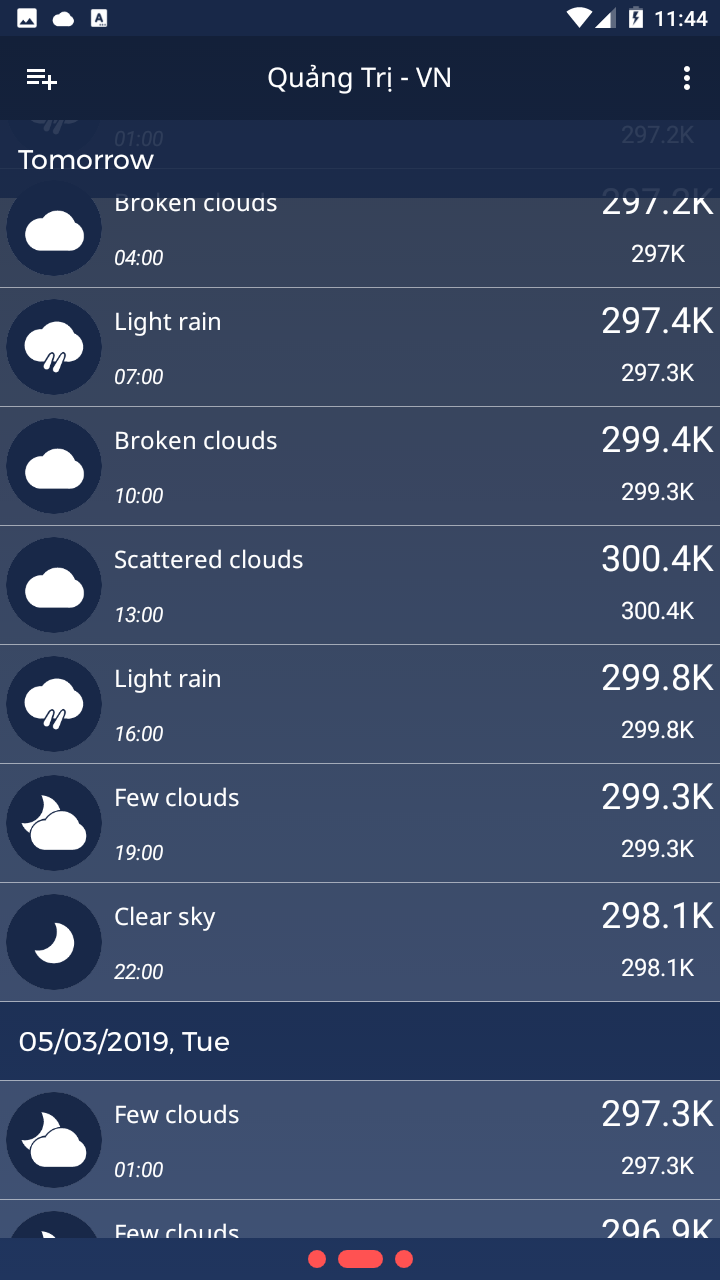 11:44
Quảng Trị - VN
01:00
297.2K
Tomorrow
Broken clouds
297.2K
04:00
297K
Light rain
297.4K
07:00
297.3K
Broken clouds
299.4K
10:00
299.3K
Scattered clouds
300.4K
13:00
300.4K
Light rain
299.8K
16:00
299.8K
Few clouds
299.3K
19:00
299.3K
Clear sky
298.1K
22:00
298.1K
05/03/2019, Tue
Few clouds
297.3K
01:00
297.3K
Few clouds
296.9K